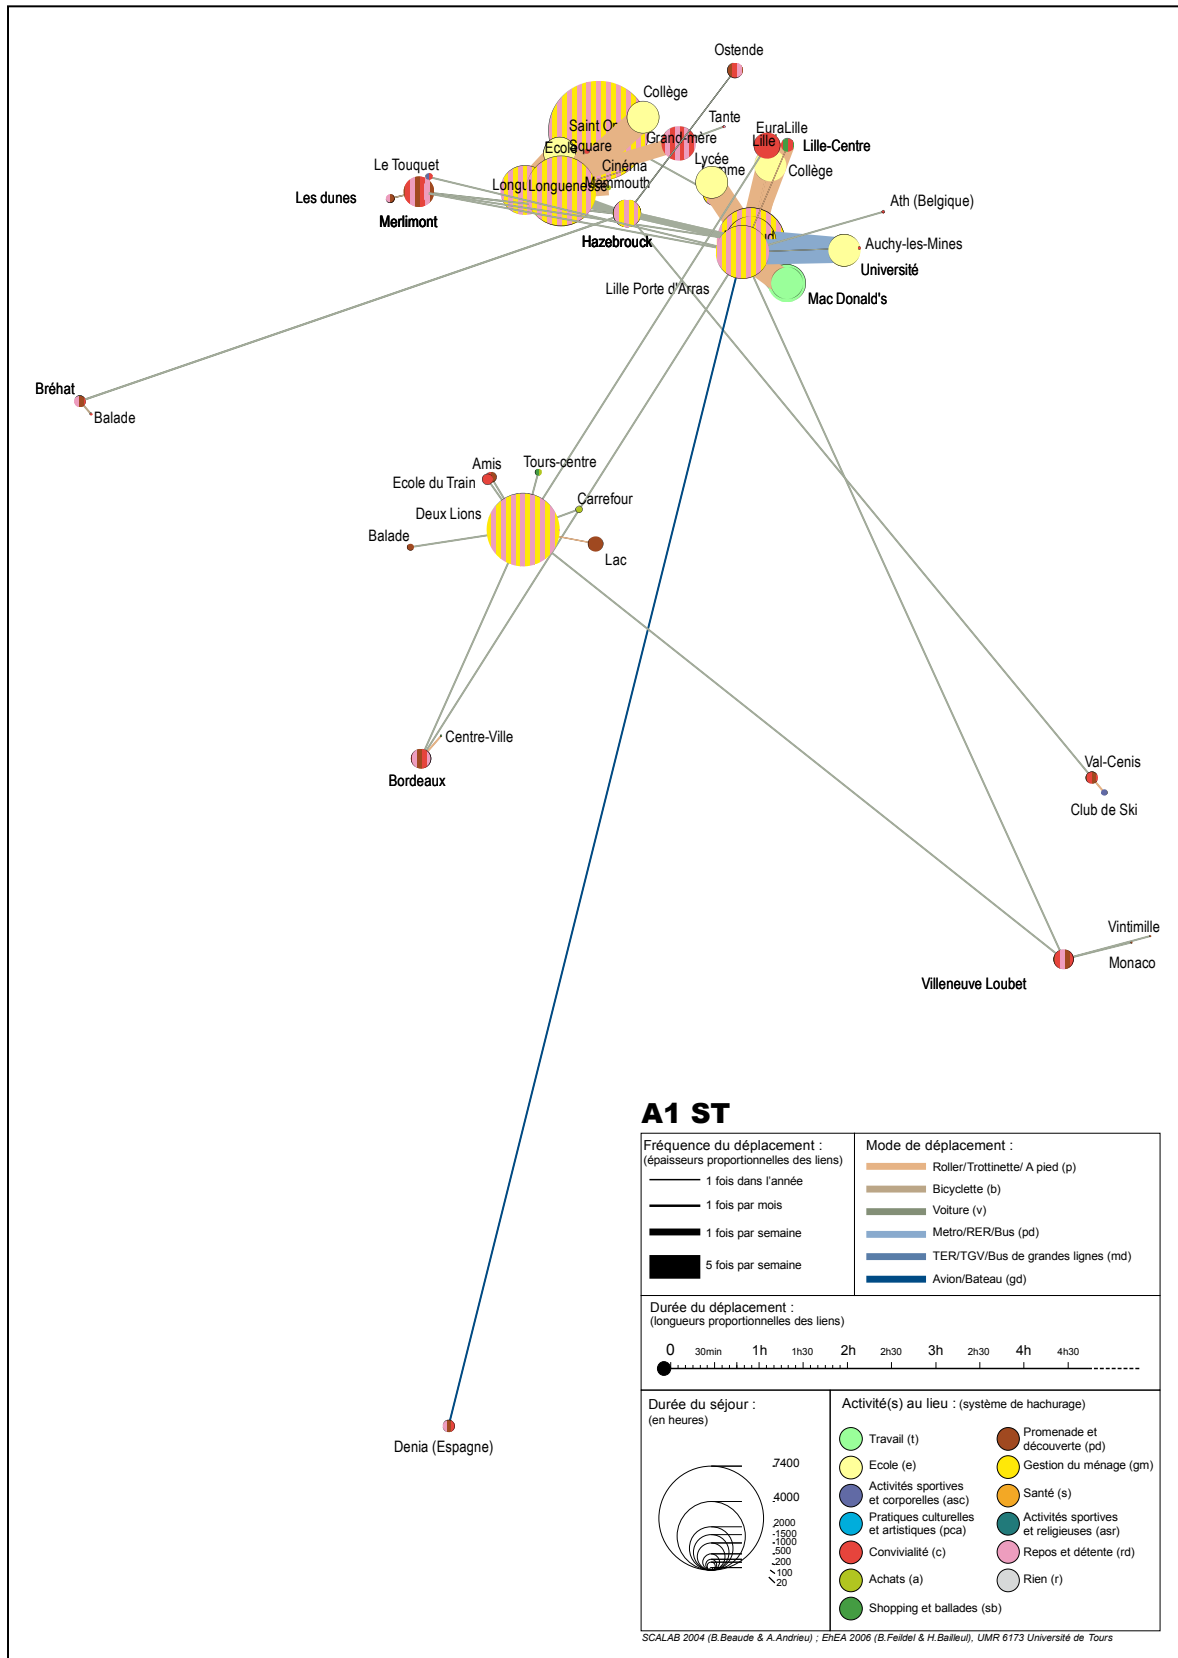 Ostende
Collège
Tante
EuraLille
Saint O
Lille
Lille-Centre
Grand-mère
Ecole
Square
Cinéma
Lycée
Collège
Le Touquet
Longu
Longuenesse
Mammouth
Les dunes
Merlimont
Ath (Belgique)
Hazebrouck
Auchy-les-Mines
Université
Lille Porte d'Arras
Mac Donald's
Bréhat
Balade
Amis
Tours-centre
Ecole du Train
Carrefour
Deux Lions
Balade
Lac
Centre-Ville
Bordeaux
Val-Cenis
Club de Ski
Vintimille
Monaco
Villeneuve Loubet
Denia (Espagne)
A1 ST
Fréquence du déplacement :
(épaisseurs proportionnelles des liens)
1 fois dans l'année
1 fois par mois
1 fois par semaine
5 fois par semaine
Mode de déplacement :
Roller/Trottinette/ A pied (p)
Bicyclette (b)
Voiture (v)
Metro/RER/Bus (pd)
TER/TGV/Bus de grandes lignes (md)
Avion/Bateau (gd)
Durée du déplacement :
(longueurs proportionnelles des liens)
0 30min 1h 1h30 2h 2h30 3h 2h30 4h 4h30
Durée du séjour :
(en heures)
7400
4000
2000
1500
1000
500
200
100
20
Activité(s) au lieu : (système de hachurage)
Travail (t)
Ecole (e)
Activités sportives
et corporelles (asc)
Pratiques culturelles
et artistiques (pca)
Convivialité (c)
Achats (a)
Shopping et ballades (sb)
Promenade et
découverte (pd)
Gestion du ménage (gm)
Santé (s)
Activités sportives
et religieuses (asr)
Repos et détente (rd)
Rien (r)
SCALAB 2004 (B.Beaude & A.Andrieu) ; EhEA 2006 (B.Feildel & H.Bailleul), UMR 6173 Université de Tours